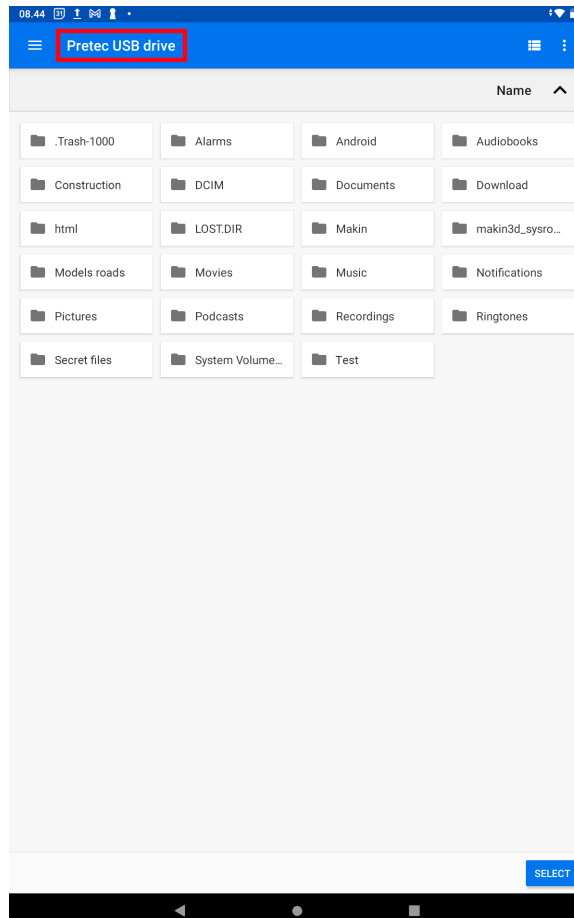 08.44 31
Pretec USB drive
Name
.Trash-1000 Alarms Android Audiobooks
Construction DCIM Documents Download
html LOST.DIR Makin makin3d_sysro...
Models roads Movies Music Notifications
Pictures Podcasts Recordings Ringtones
Secret files System Volume... Test
SELECT